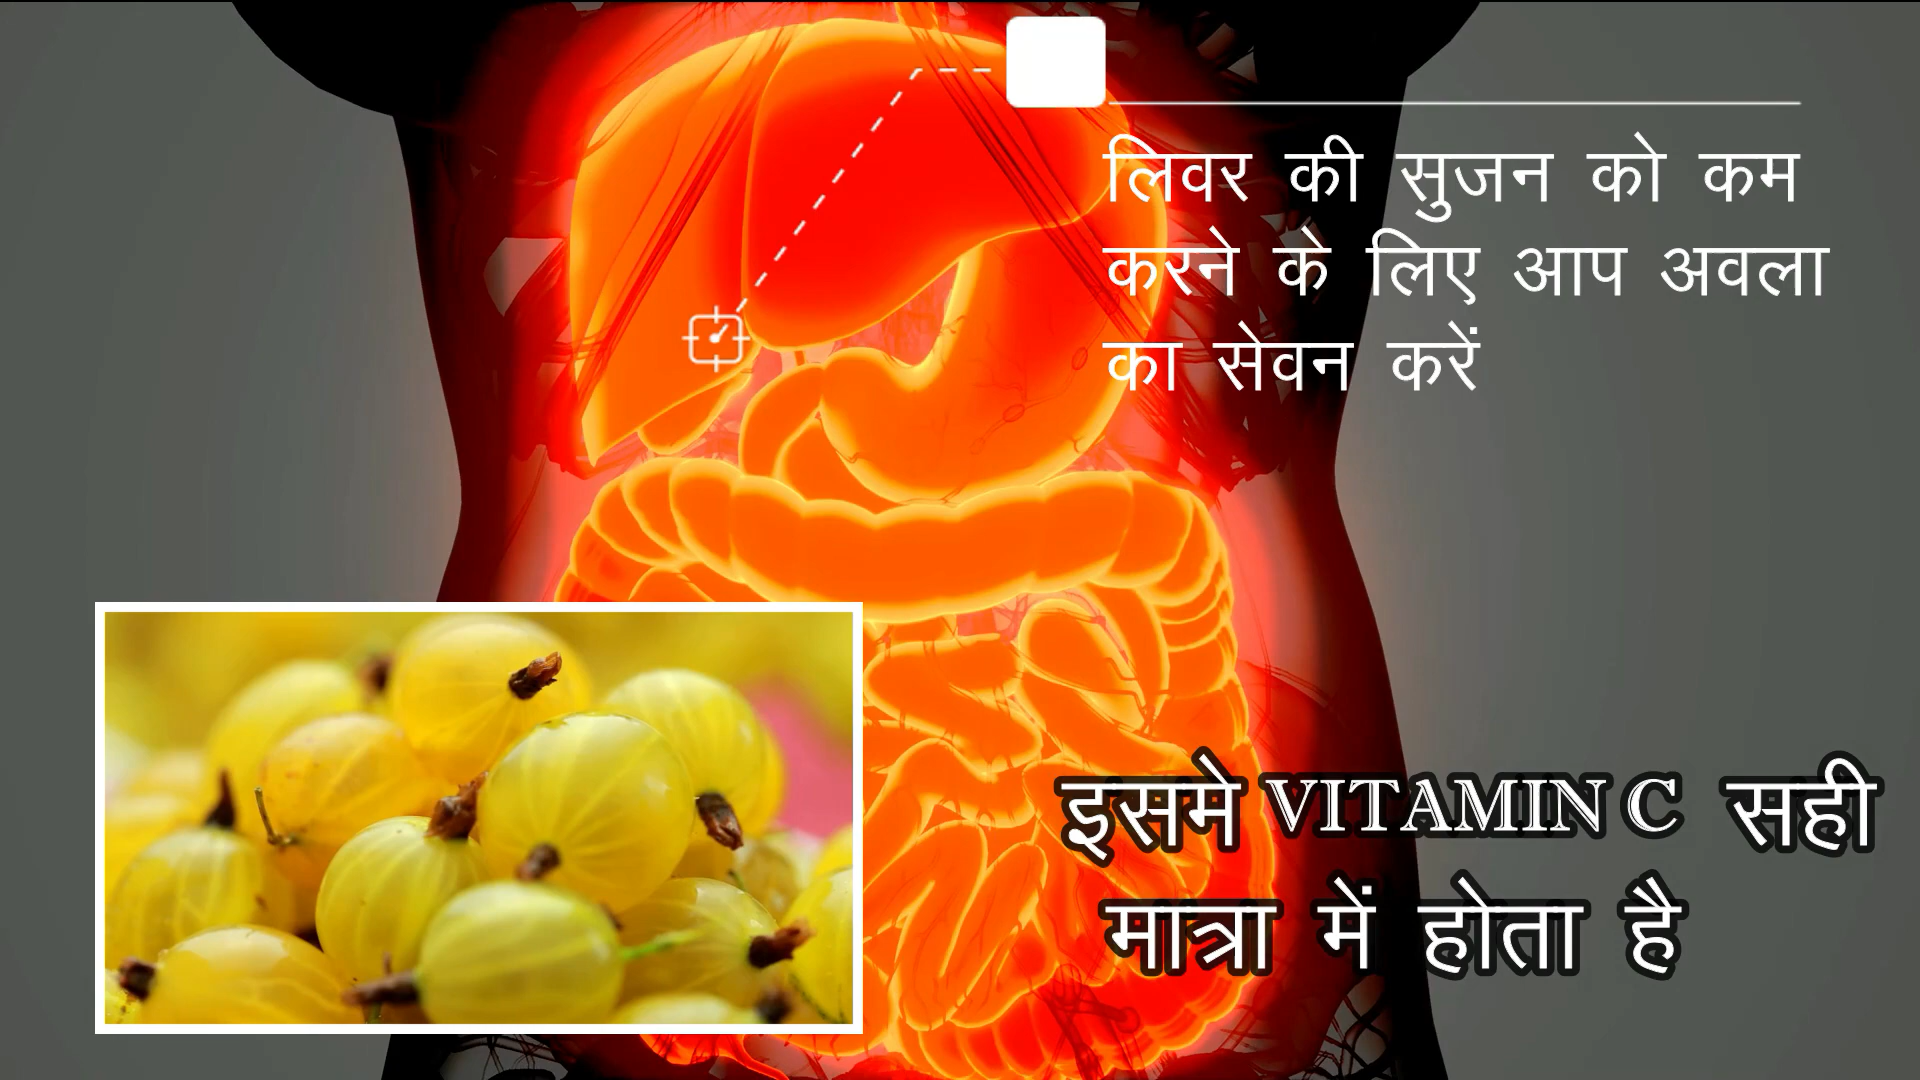 लिवर की सुजन को कम
करने के लिए आप अवला
का सेवन करें
इसमे VITAMIN C सही
मात्रा में होता है